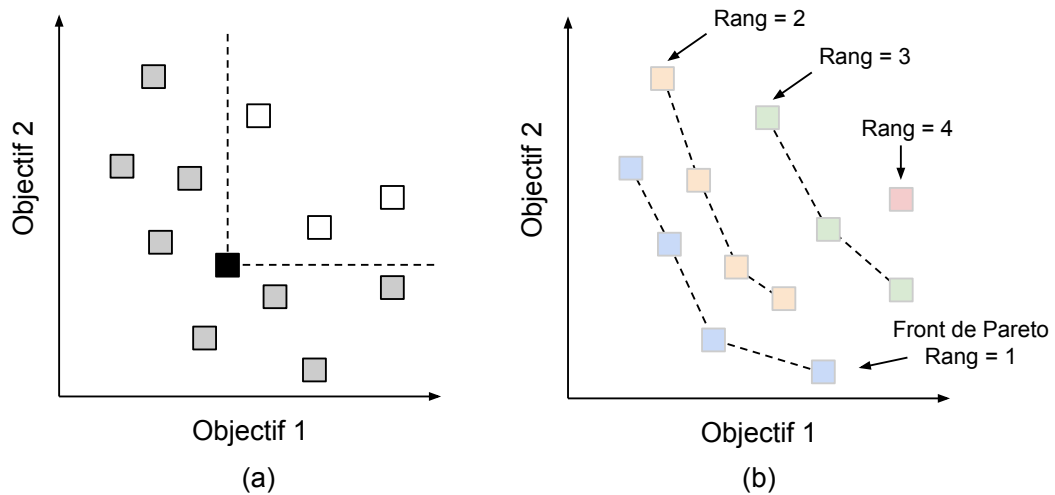 Objectif 2
Objectif 1
(a)
Rang = 2
Rang = 3
Rang = 4
Front de Pareto
Rang = 1
Objectif 2
Objectif 1
(b)